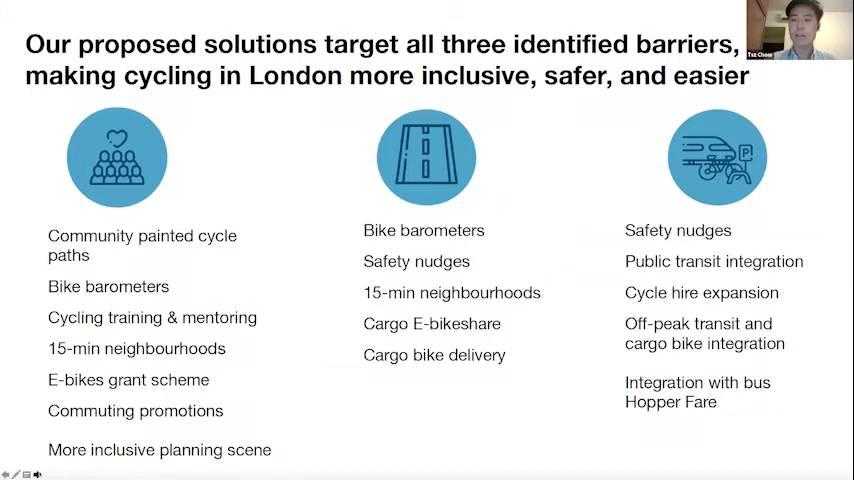 Our proposed solutions target all three identified barriers,
making cycling in London more inclusive, safer, and easier
Tsz Chow
P
Community painted cycle
paths
Bike barometers
Cycling training & mentoring
15-min neighbourhoods
E-bikes grant scheme
Commuting promotions
More inclusive planning scene
Bike barometers
Safety nudges
15-min neighbourhoods
Cargo E-bikeshare
Cargo bike delivery
Safety nudges
Public transit integration
Cycle hire expansion
Off-peak transit and
cargo bike integration
Integration with bus
Hopper Fare